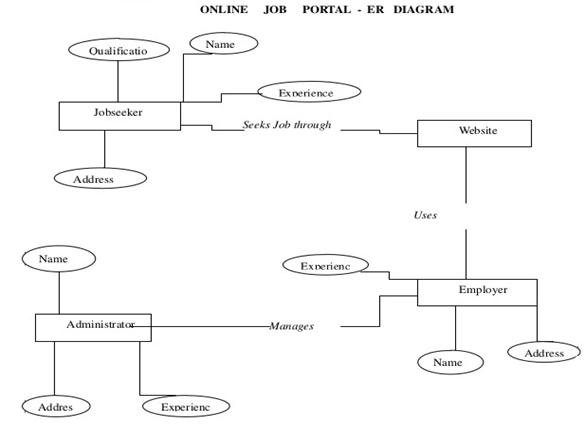 ONLINE JOB PORTAL - ER DIAGRAM
Qualificatio
Name
Experience
Jobseeker
Seeks Job through
Website
Address
Uses
Name
Experienc
Employer
Administrator
Manages
Name
Address
Addres
Experienc